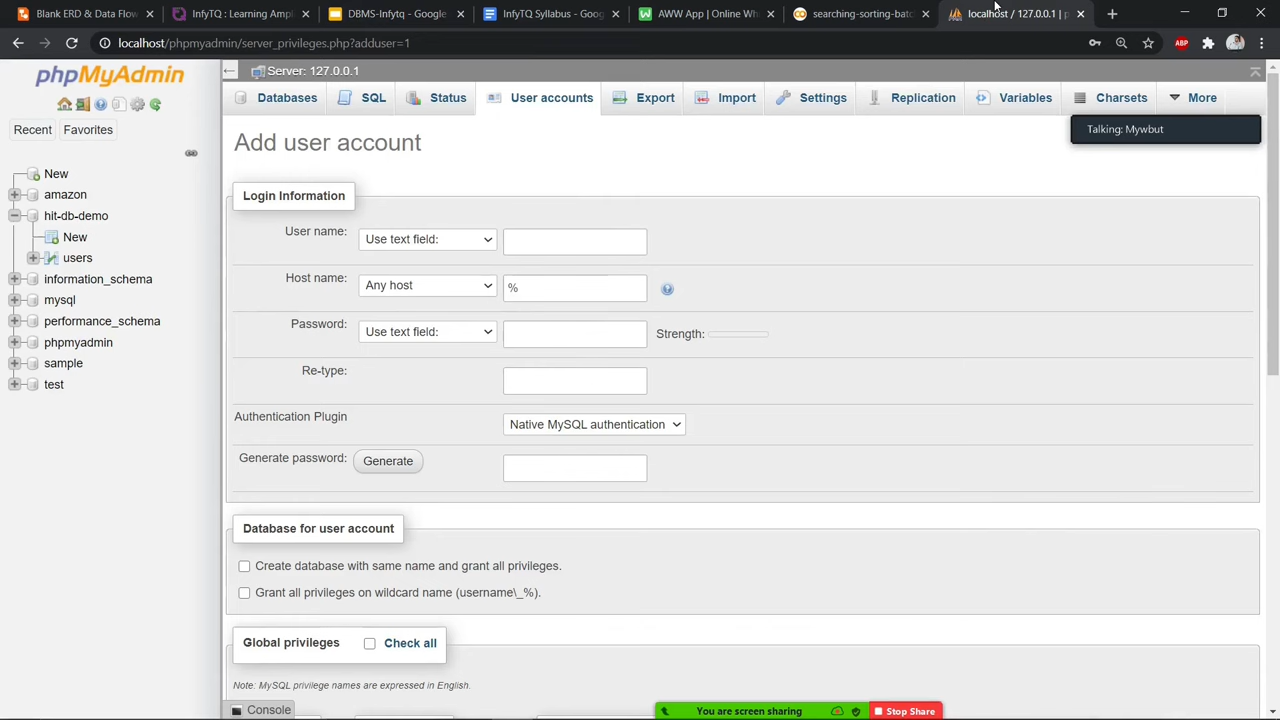 Blank ERD & Data Flow
InfyTQ : Learning Ampl
DBMS-Infytq - Google
InfyTQ Syllabus - Googl
AWW App | Online Wh
searching-sorting-batc
localhost / 127.0.0.1 | p
localhost/phpmyadmin/server_privileges.php?adduser=1
ABP
phpMyAdmin
Recent
Favorites
New
amazon
hit-db-demo
New
users
information_schema
mysql
performance_schema
phpmyadmin
sample
test
Server: 127.0.0.1
Databases
SQL
Status
User accounts
Export
Import
Settings
Replication
Variables
Charsets
More
Talking: Mywbut
Add user account
Login Information
User name:
Use text field:
Host name:
Any host
%
Password:
Use text field:
Strength:
Re-type:
Authentication Plugin
Native MySQL authentication
Generate password:
Generate
Database for user account
Create database with same name and grant all privileges.
Grant all privileges on wildcard name (username\_%).
Global privileges
Check all
Note: MySQL privilege names are expressed in English.
Console
You are screen sharing
Stop Share